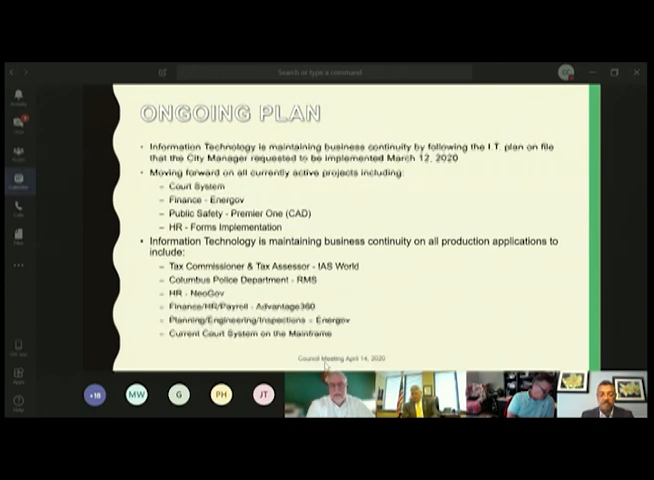 Search or type a command
ONGOING PLAN
• Information Technology is maintaining business continuity by following the I.T. plan on file
that the City Manager requested to be implemented March 12, 2020
• Moving forward on all currently active projects including:
– Court System
– Finance - Energov
– Public Safety - Premier One (CAD)
– HR - Forms Implementation
• Information Technology is maintaining business continuity on all production applications to
include:
– Tax Commissioner & Tax Assessor - IAS World
– Columbus Police Department - RMS
– HR - NeoGov
– Finance/HR/Payroll - Advantage360
– Planning/Engineering/Inspections - Energov
– Current Court System on the Mainframe
Council Meeting April 14, 2020
Calls
Files
Apps
Help
+18 MW G PH JT